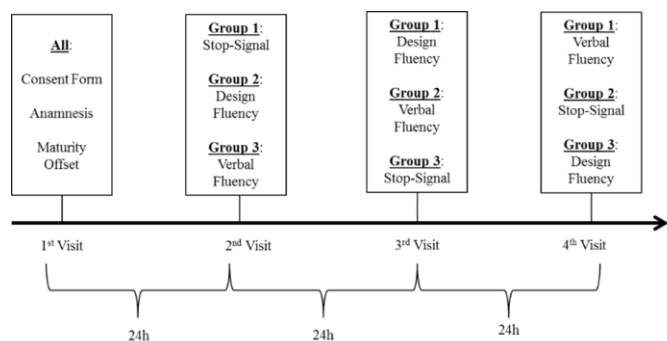 All:
Consent Form
Anamnesis
Maturity
Offset
Group 1:
Stop-Signal
Group 2:
Design
Fluency
Group 3:
Verbal
Fluency
Group 1:
Design
Fluency
Group 2:
Verbal
Fluency
Group 3:
Stop-Signal
Group 1:
Verbal
Fluency
Group 2:
Stop-Signal
Group 3:
Design
Fluency
1st Visit
2nd Visit
3rd Visit
4th Visit
24h
24h
24h